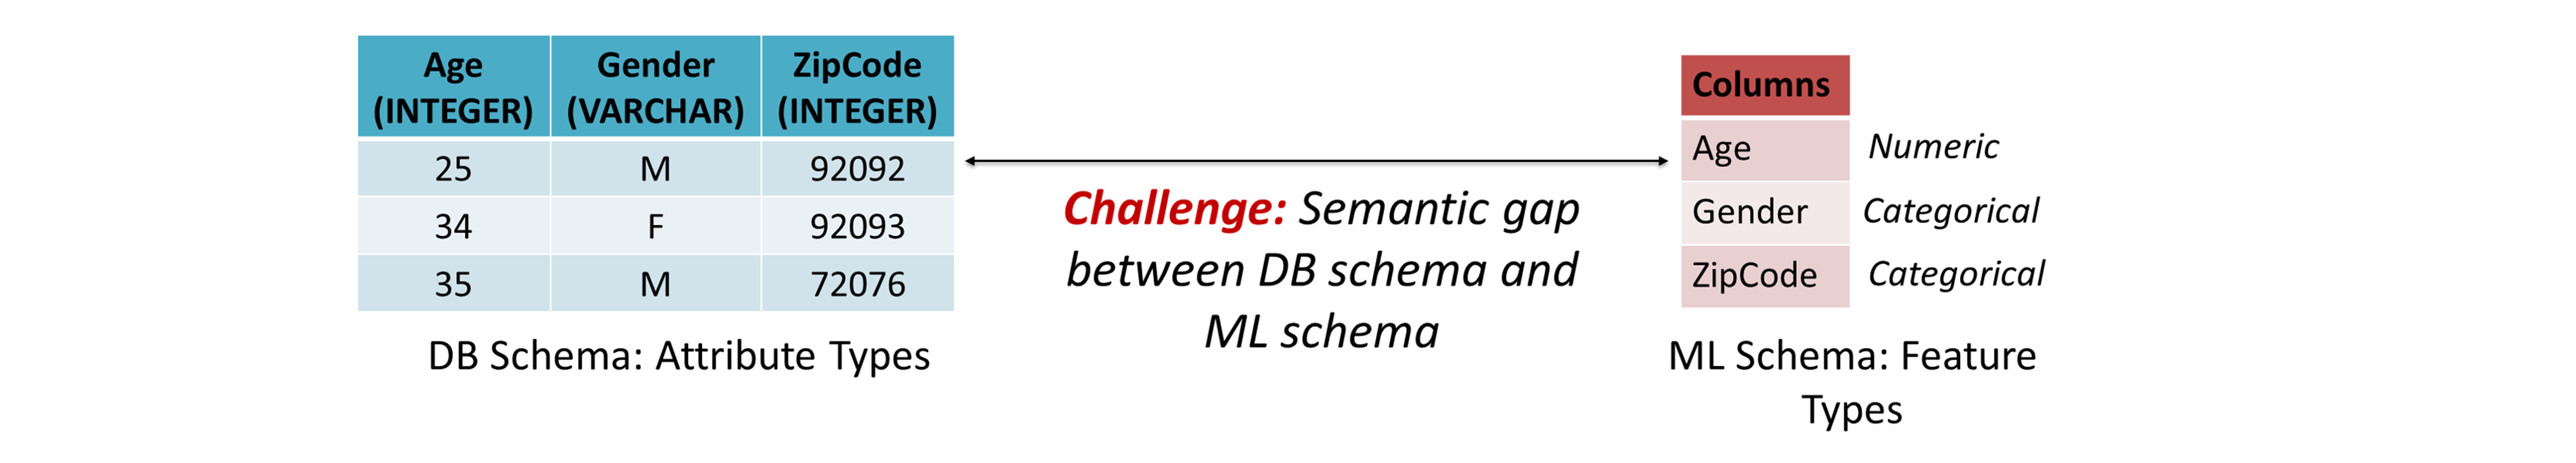 Age Gender ZipCode
(INTEGER) (VARCHAR) (INTEGER)
25 M 92092
34 F 92093
35 M 72076
DB Schema: Attribute Types
Challenge: Semantic gap
between DB schema and
ML schema
Columns
Age Numeric
Gender Categorical
ZipCode Categorical
ML Schema: Feature
Types